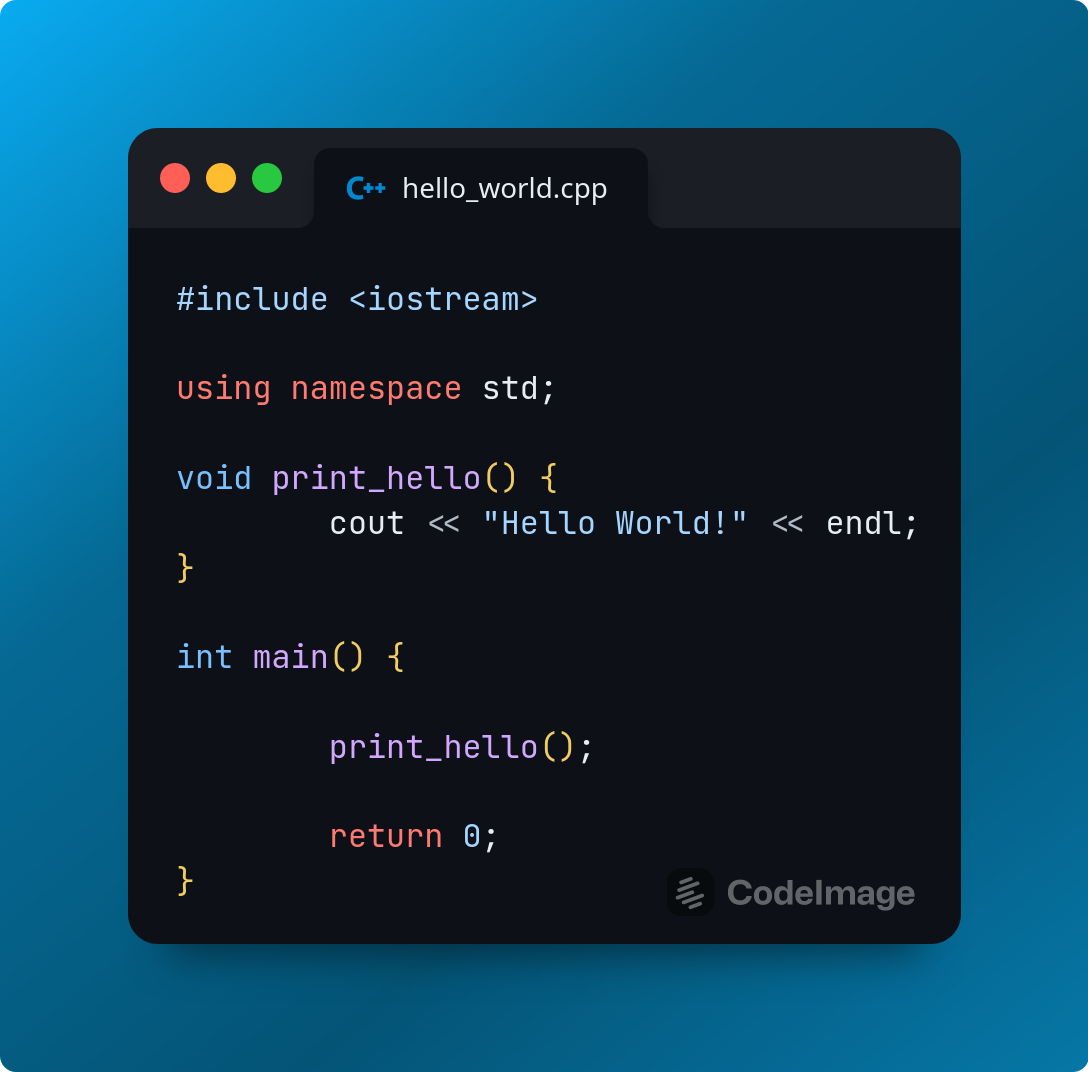 C++ hello_world.cpp
#include <iostream>
using namespace std;
void print_hello() {
cout << "Hello World!" << endl;
}
int main() {
print_hello();
return 0;
}
CodeImage